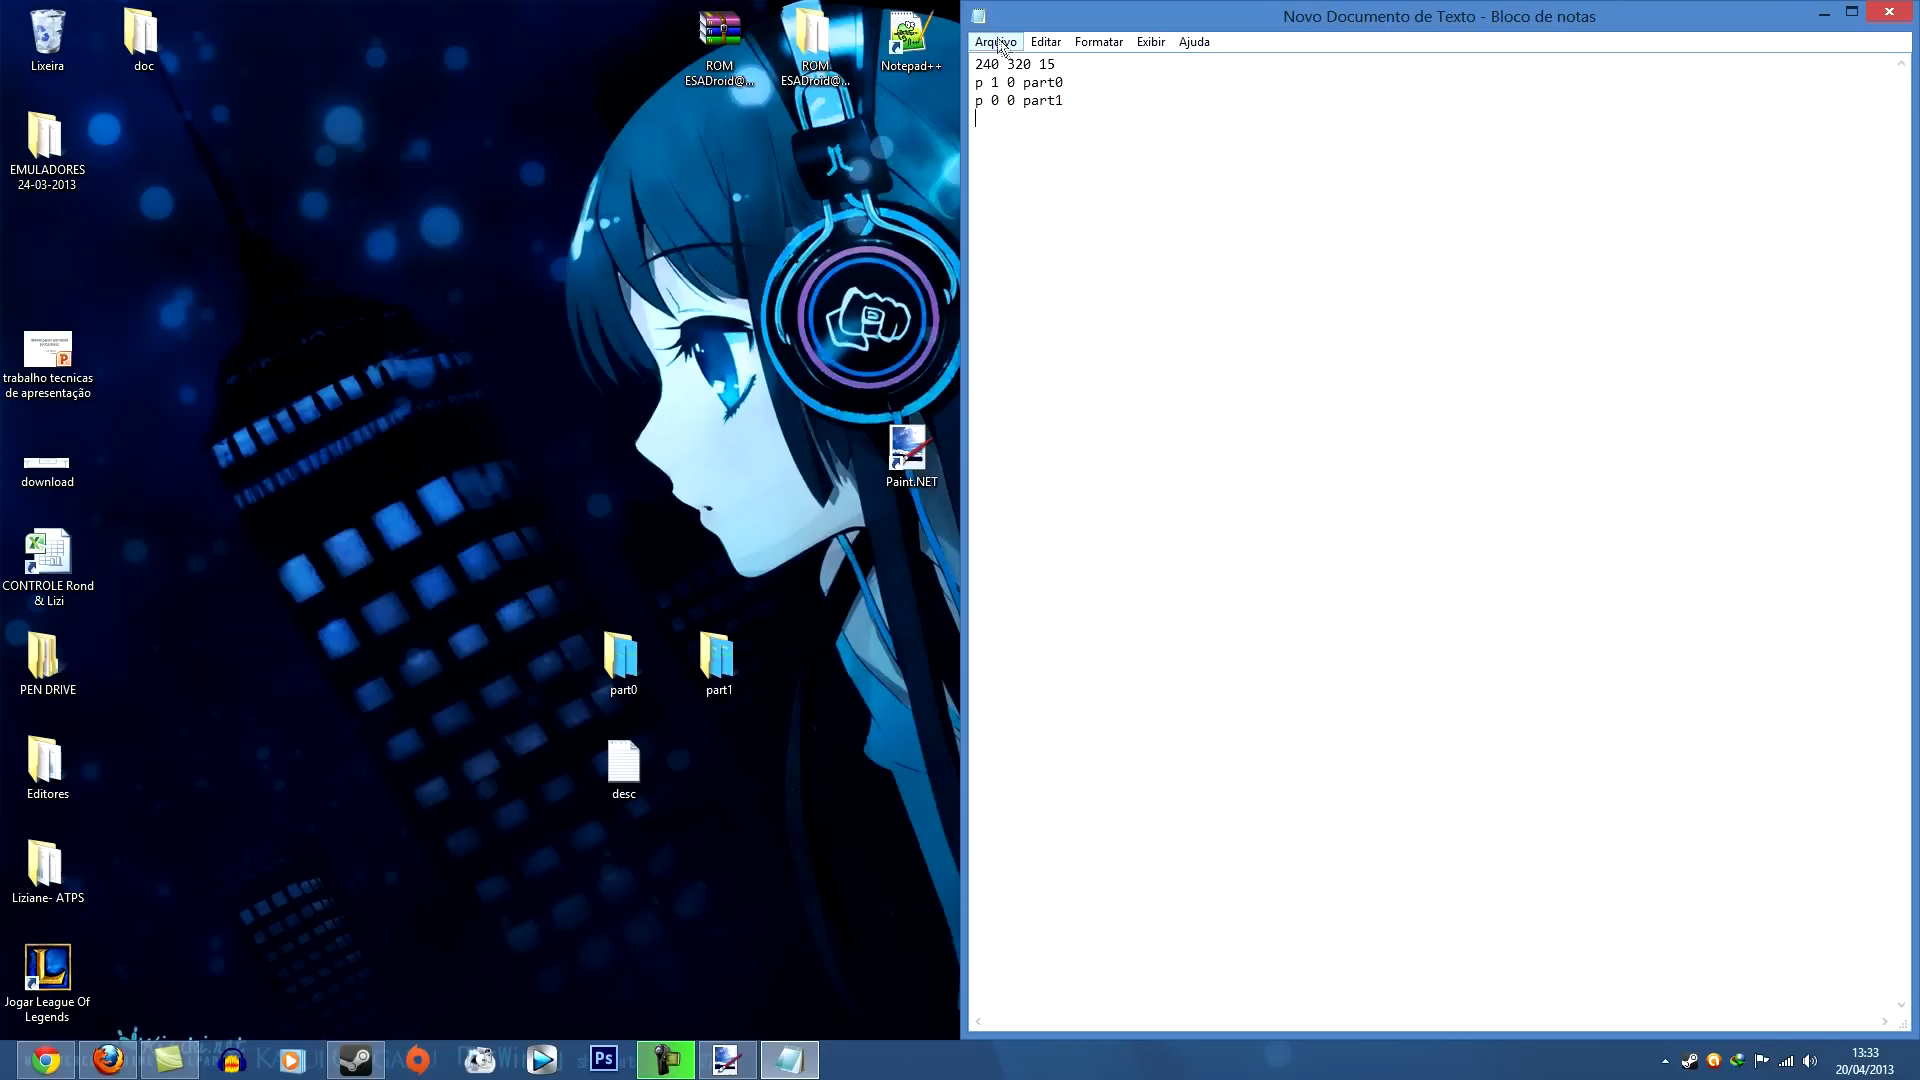 Lixeira
doc
ROM
ESADroid@...
ROM
ESADroid@...
Notepad++
EMULADORES
24-03-2013
trabalho tecnicas
de apresentação
download
Paint.NET
CONTROLE Rond
& Lizi
PEN DRIVE
part0
part1
Editores
desc
Liziane- ATPS
Jogar League Of
Legends
Novo Documento de Texto - Bloco de notas
Arquivo
Editar
Formatar
Exibir
Ajuda
240 320 15
p 1 0 part0
p 0 0 part1
Ps
13:33
20/04/2013